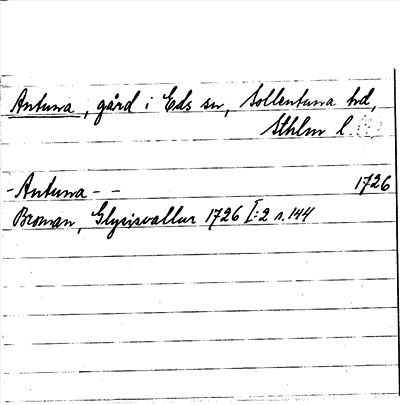 Antuna, gård i Eds sn, Sollentuna hd,
Sthlm l.
- Antuna - - 1726
Broman, Glysisvallur 1726 I:2 s. 144